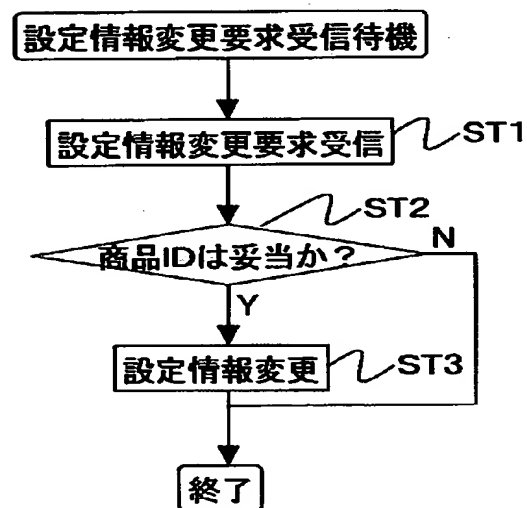 設定情報変更要求受信待機
設定情報変更要求受信
ST1
ST2
商品IDは妥当か？
N
Y
設定情報変更
ST3
終了